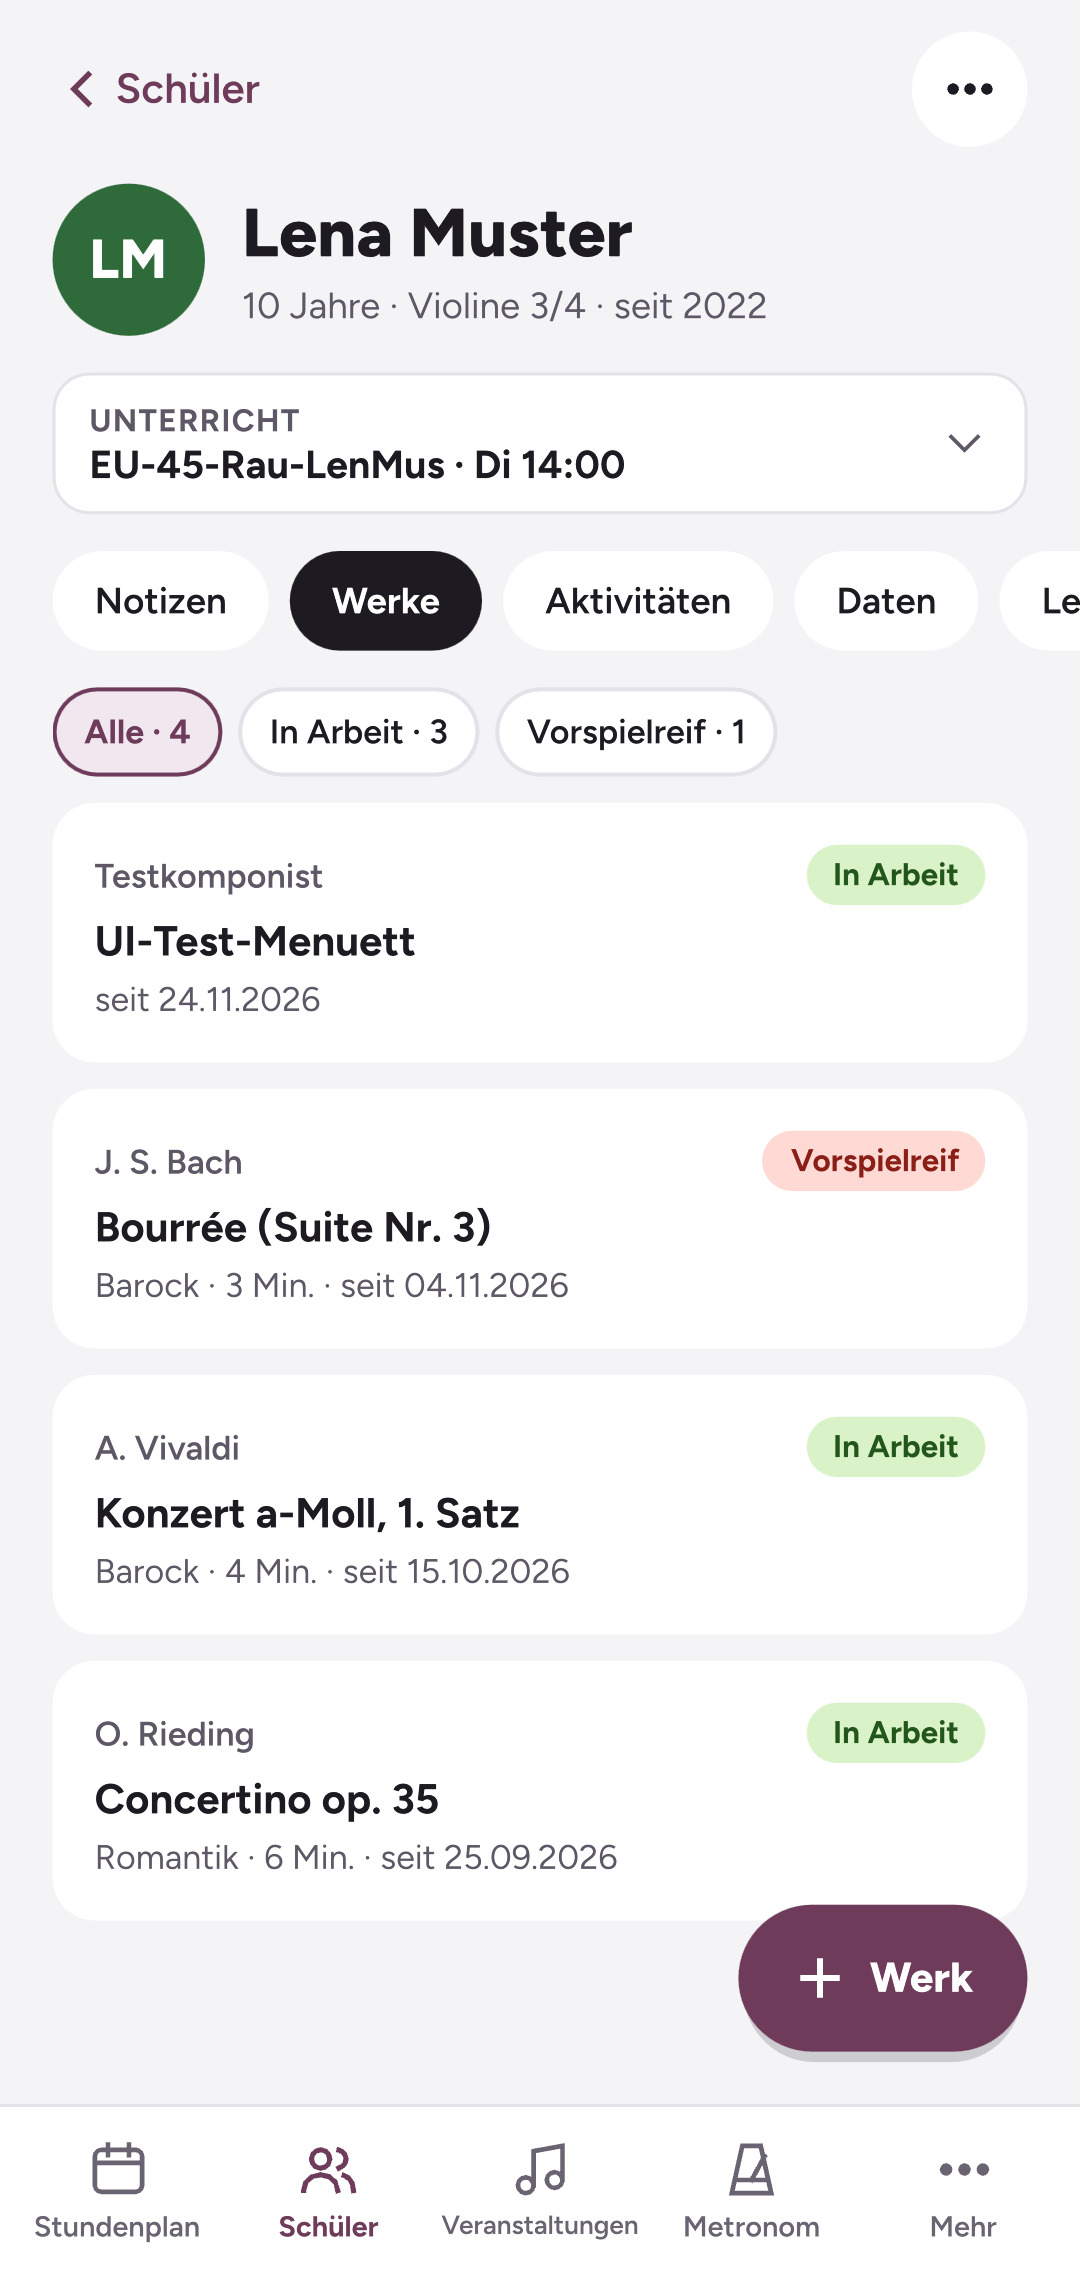 Schüler
LM
Lena Muster
10 Jahre · Violine 3/4 · seit 2022
UNTERRICHT
EU-45-Rau-LenMus · Di 14:00
Notizen Werke Aktivitäten Daten Le
Alle · 4 In Arbeit · 3 Vorspielreif · 1
Testkomponist In Arbeit
UI-Test-Menuett
seit 24.11.2026
J. S. Bach Vorspielreif
Bourrée (Suite Nr. 3)
Barock · 3 Min. · seit 04.11.2026
A. Vivaldi In Arbeit
Konzert a-Moll, 1. Satz
Barock · 4 Min. · seit 15.10.2026
O. Rieding In Arbeit
Concertino op. 35
Romantik · 6 Min. · seit 25.09.2026
+ Werk
Stundenplan Schüler Veranstaltungen Metronom Mehr